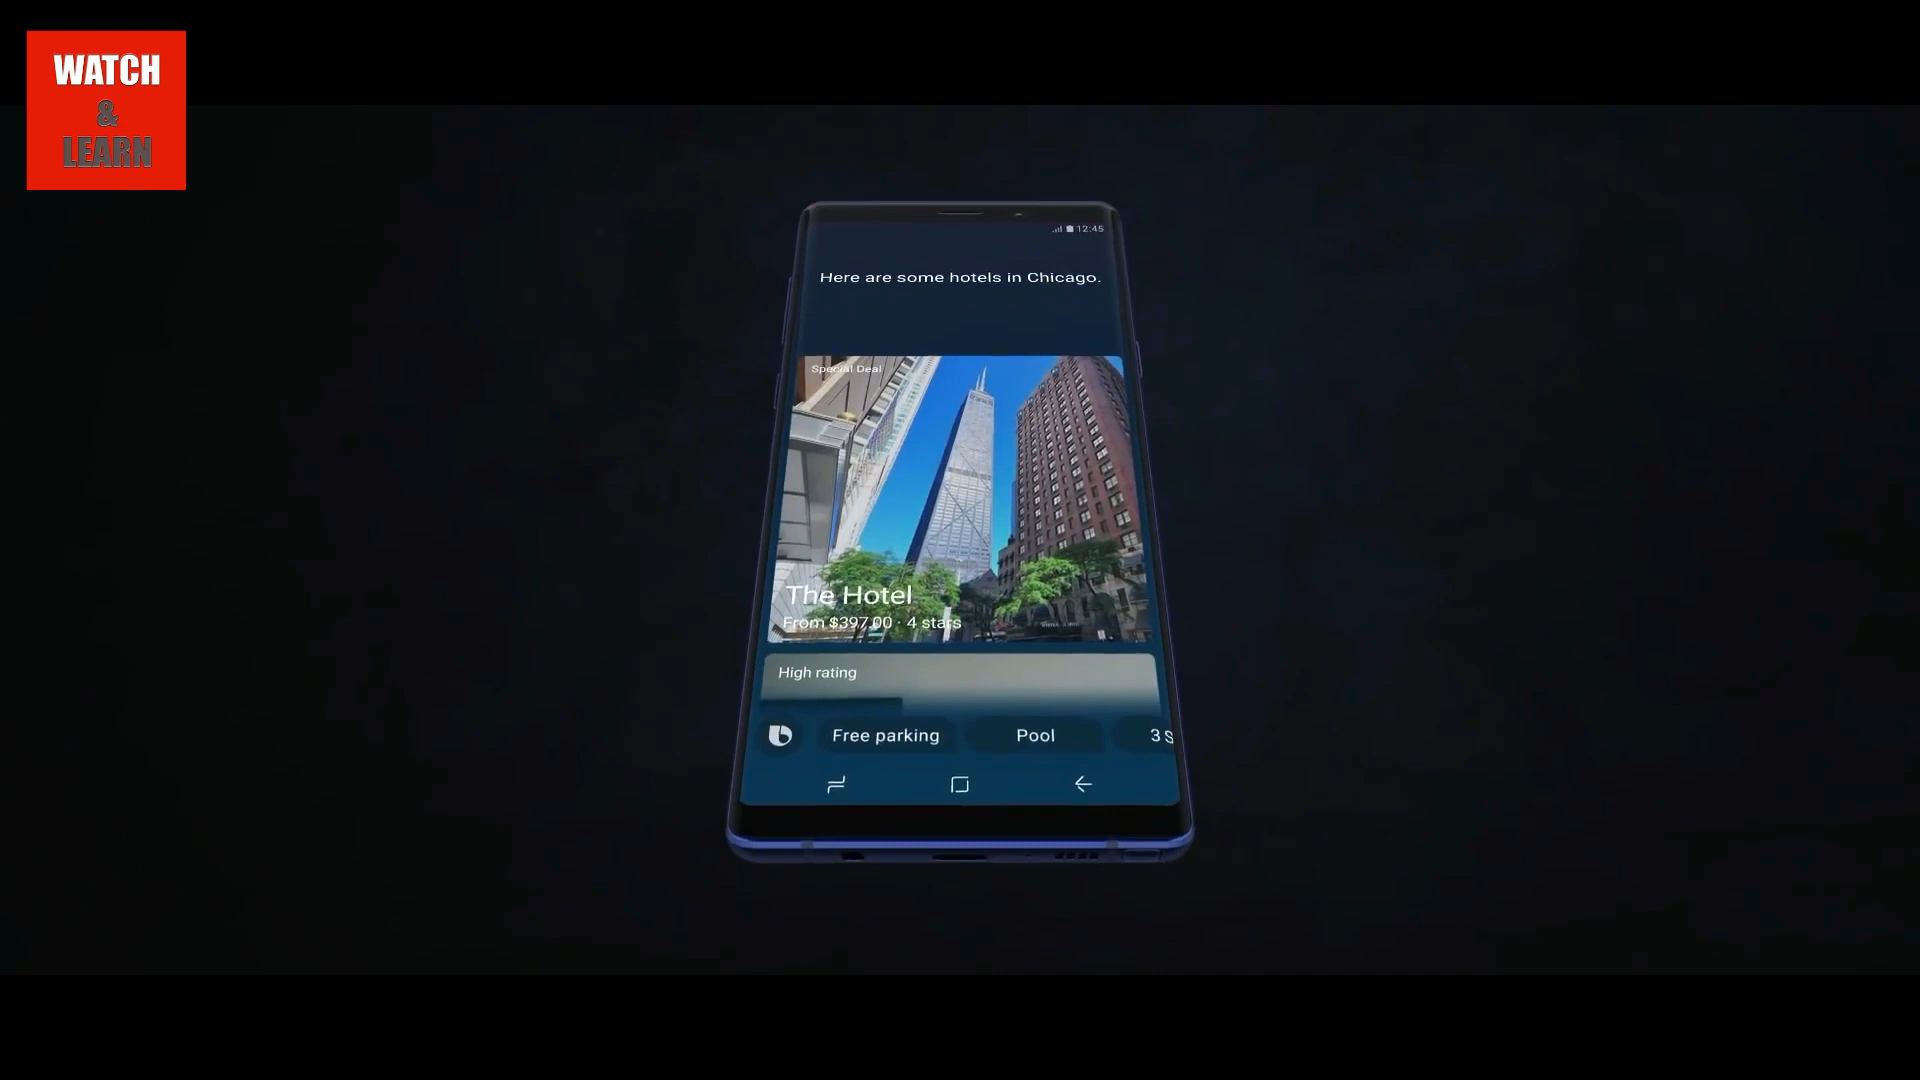 WATCH
&
LEARN
12:45
Here are some hotels in Chicago.
Special Deal
The Hotel
From $397.00 · 4 stars
High rating
Free parking
Pool
3 S